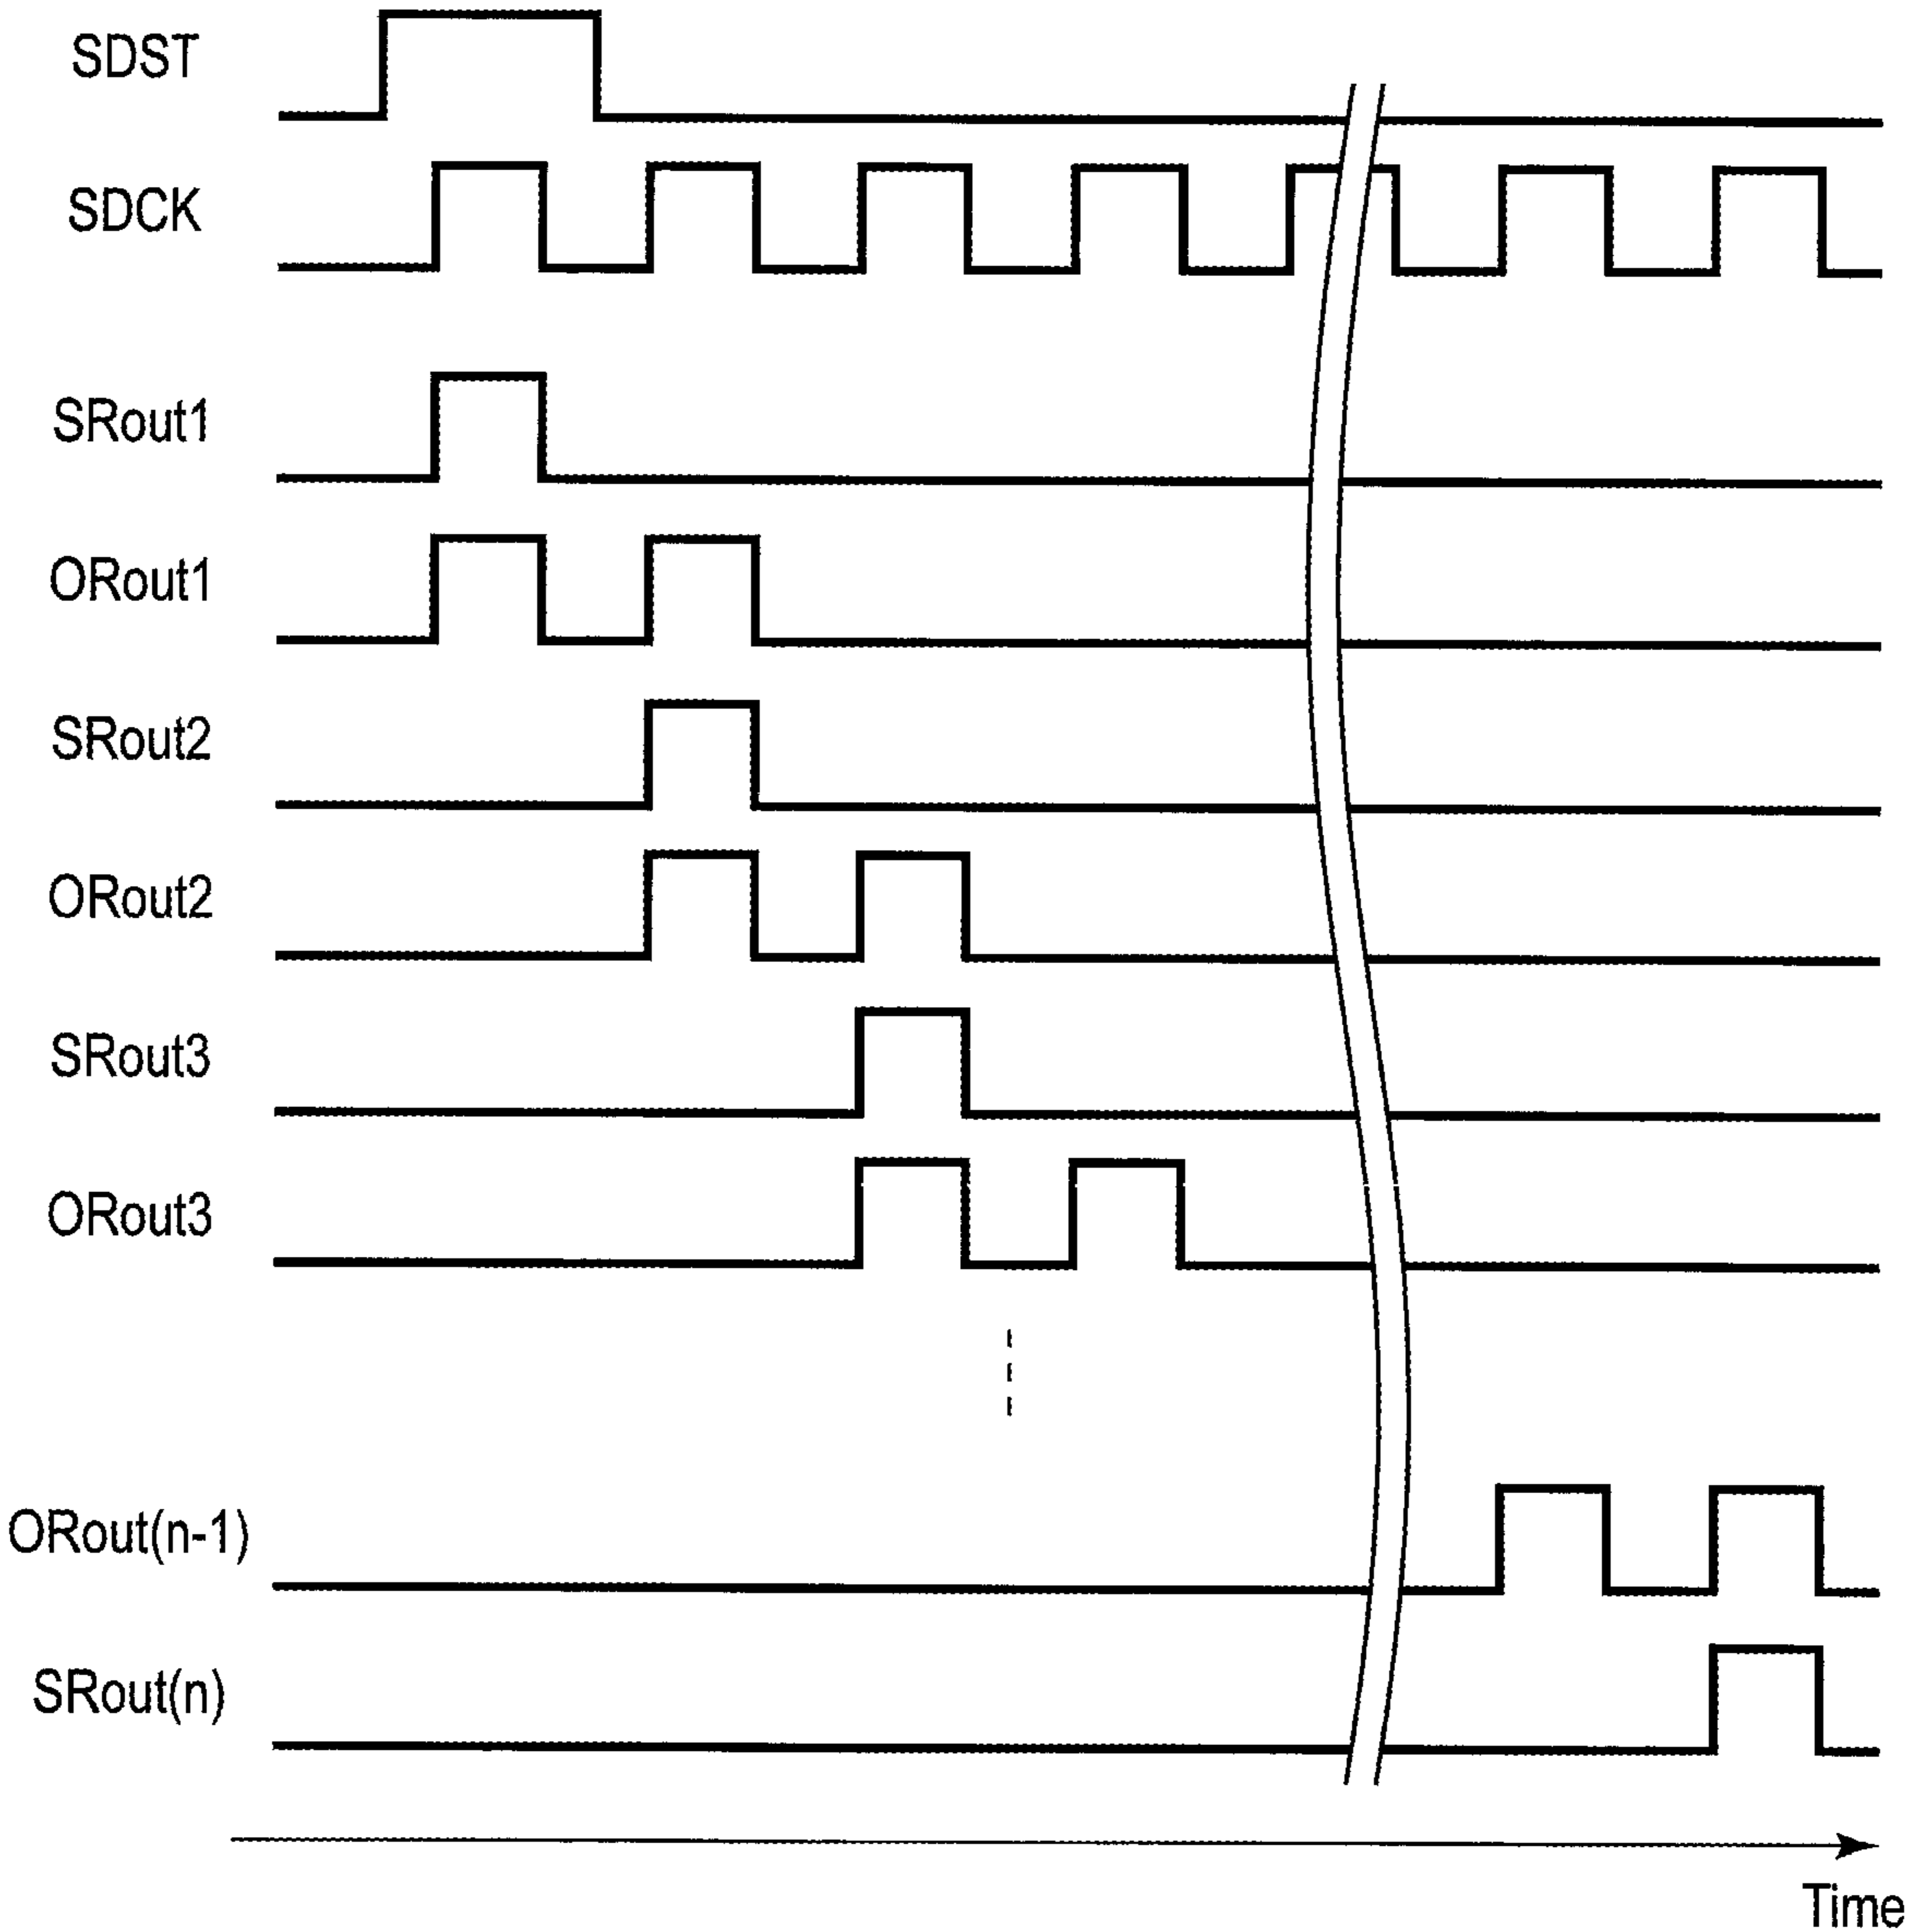 SDST
SDCK
SRout1
ORout1
SRout2
ORout2
SRout3
ORout3
ORout(n-1)
SRout(n)
Time